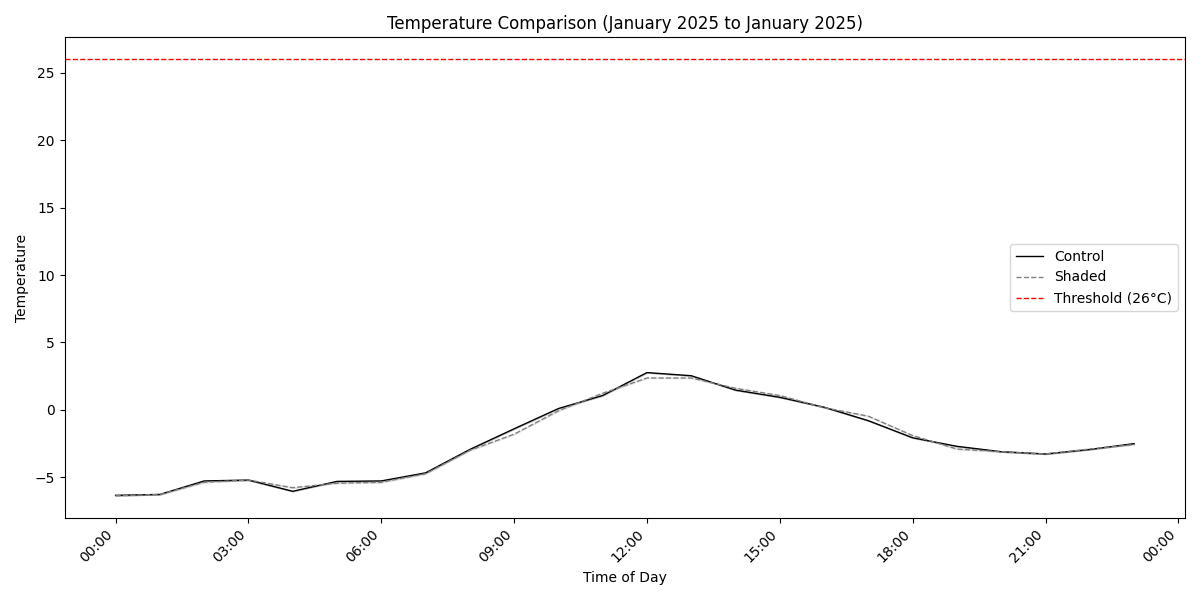 Temperature Comparison (January 2025 to January 2025)
25
20
15
10
5
0
−5
Temperature
Control
Shaded
Threshold (26°C)
00:00
03:00
06:00
09:00
12:00
15:00
18:00
21:00
00:00
Time of Day